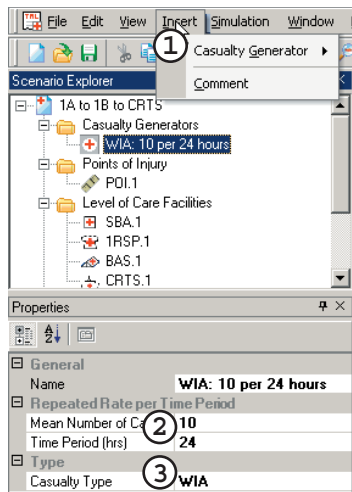 File Edit View Insert Simulation Window
1
Casualty Generator
Comment
Scenario Explorer
1A to 1B to CRTS
Casualty Generators
WIA: 10 per 24 hours
Points of Injury
POI.1
Level of Care Facilities
SBA.1
1RSP.1
BAS.1
CRTS.1
Properties
General
Name WIA: 10 per 24 hours
Repeated Rate per Time Period
Mean Number of Ca 2 10
Time Period (hrs) 24
Type 3
Casualty Type WIA